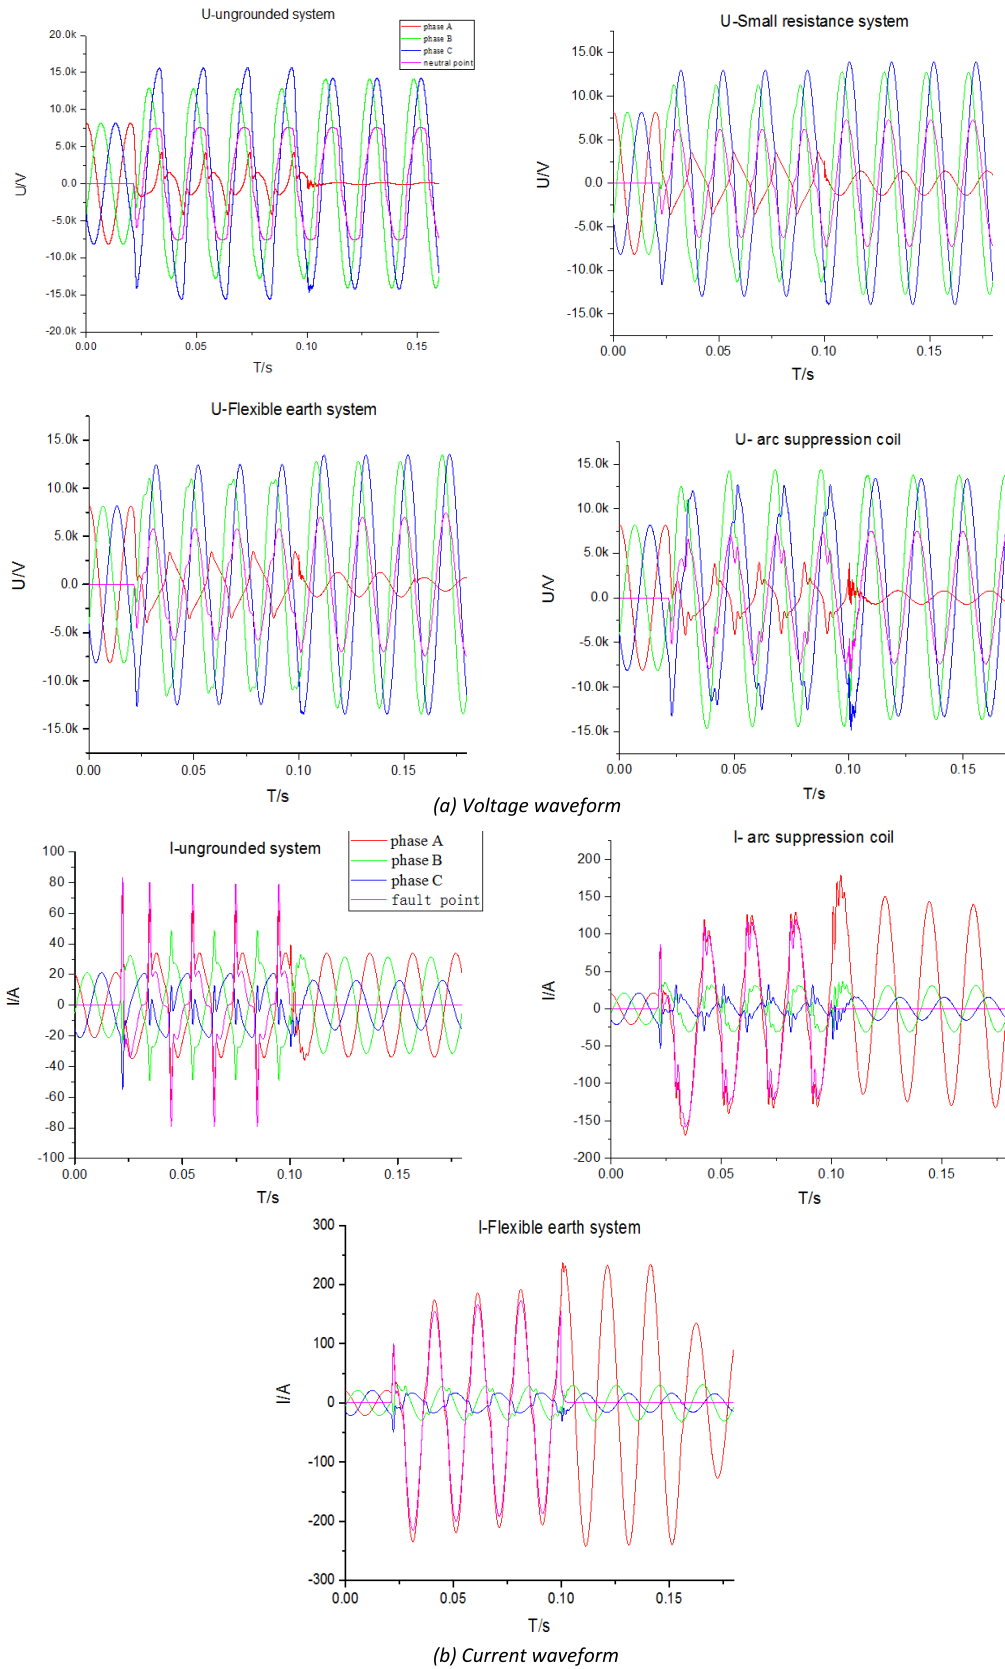 U-ungrounded system
phase A
phase B
phase C
neutral point
20.0k
15.0k
10.0k
5.0k
0.0
-5.0k
-10.0k
-15.0k
-20.0k
U/V
0.00 0.05 0.10 0.15
T/s
U-Small resistance system
15.0k
10.0k
5.0k
0.0
-5.0k
-10.0k
-15.0k
U/V
0.00 0.05 0.10 0.15
T/s
U-Flexible earth system
15.0k
10.0k
5.0k
0.0
-5.0k
-10.0k
-15.0k
U/V
0.00 0.05 0.10 0.15
T/s
U- arc suppression coil
15.0k
10.0k
5.0k
0.0
-5.0k
-10.0k
-15.0k
U/V
0.00 0.05 0.10 0.15
T/s
(a) Voltage waveform
I-ungrounded system
phase A
phase B
phase C
fault point
100
80
60
40
20
0
-20
-40
-60
-80
-100
I/A
0.00 0.05 0.10 0.15
T/s
I- arc suppression coil
200
150
100
50
0
-50
-100
-150
-200
I/A
0.00 0.05 0.10 0.15
T/s
I-Flexible earth system
300
200
100
0
-100
-200
-300
I/A
0.00 0.05 0.10 0.15
T/s
(b) Current waveform